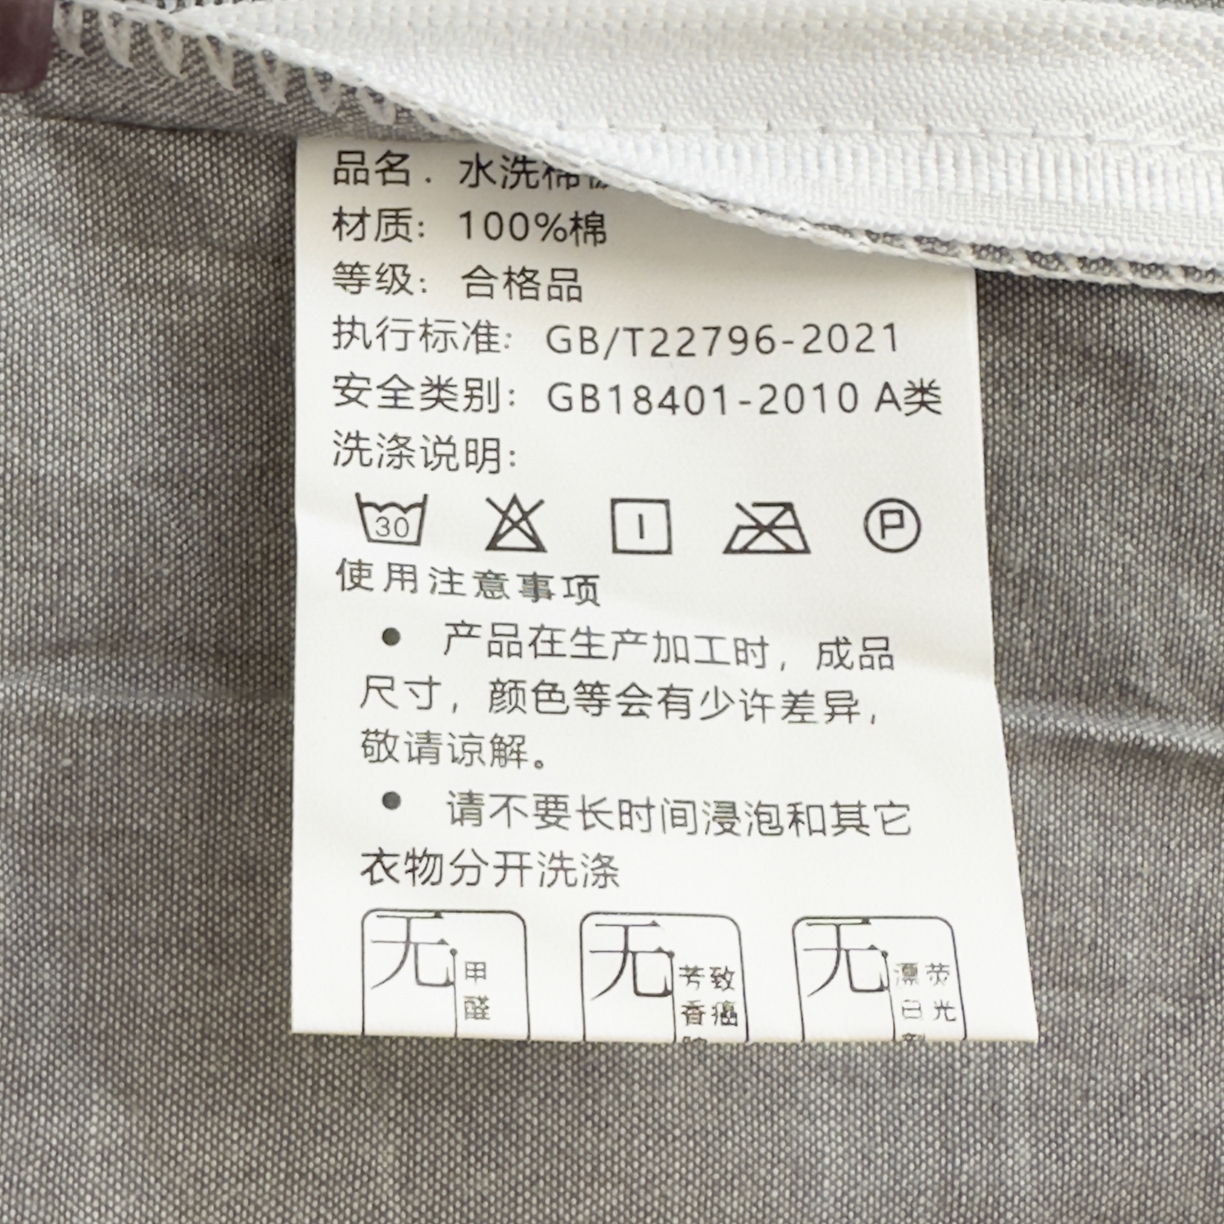 品名：水洗棉
材质：100%棉
等级：合格品
执行标准：GB/T22796-2021
安全类别：GB18401-2010 A类
洗涤说明：
30 P
使用注意事项
● 产品在生产加工时，成品
尺寸，颜色等会有少许差异，
敬请谅解。
● 请不要长时间浸泡和其它
衣物分开洗涤
无甲醛
无致癌芳香
无荧光漂白